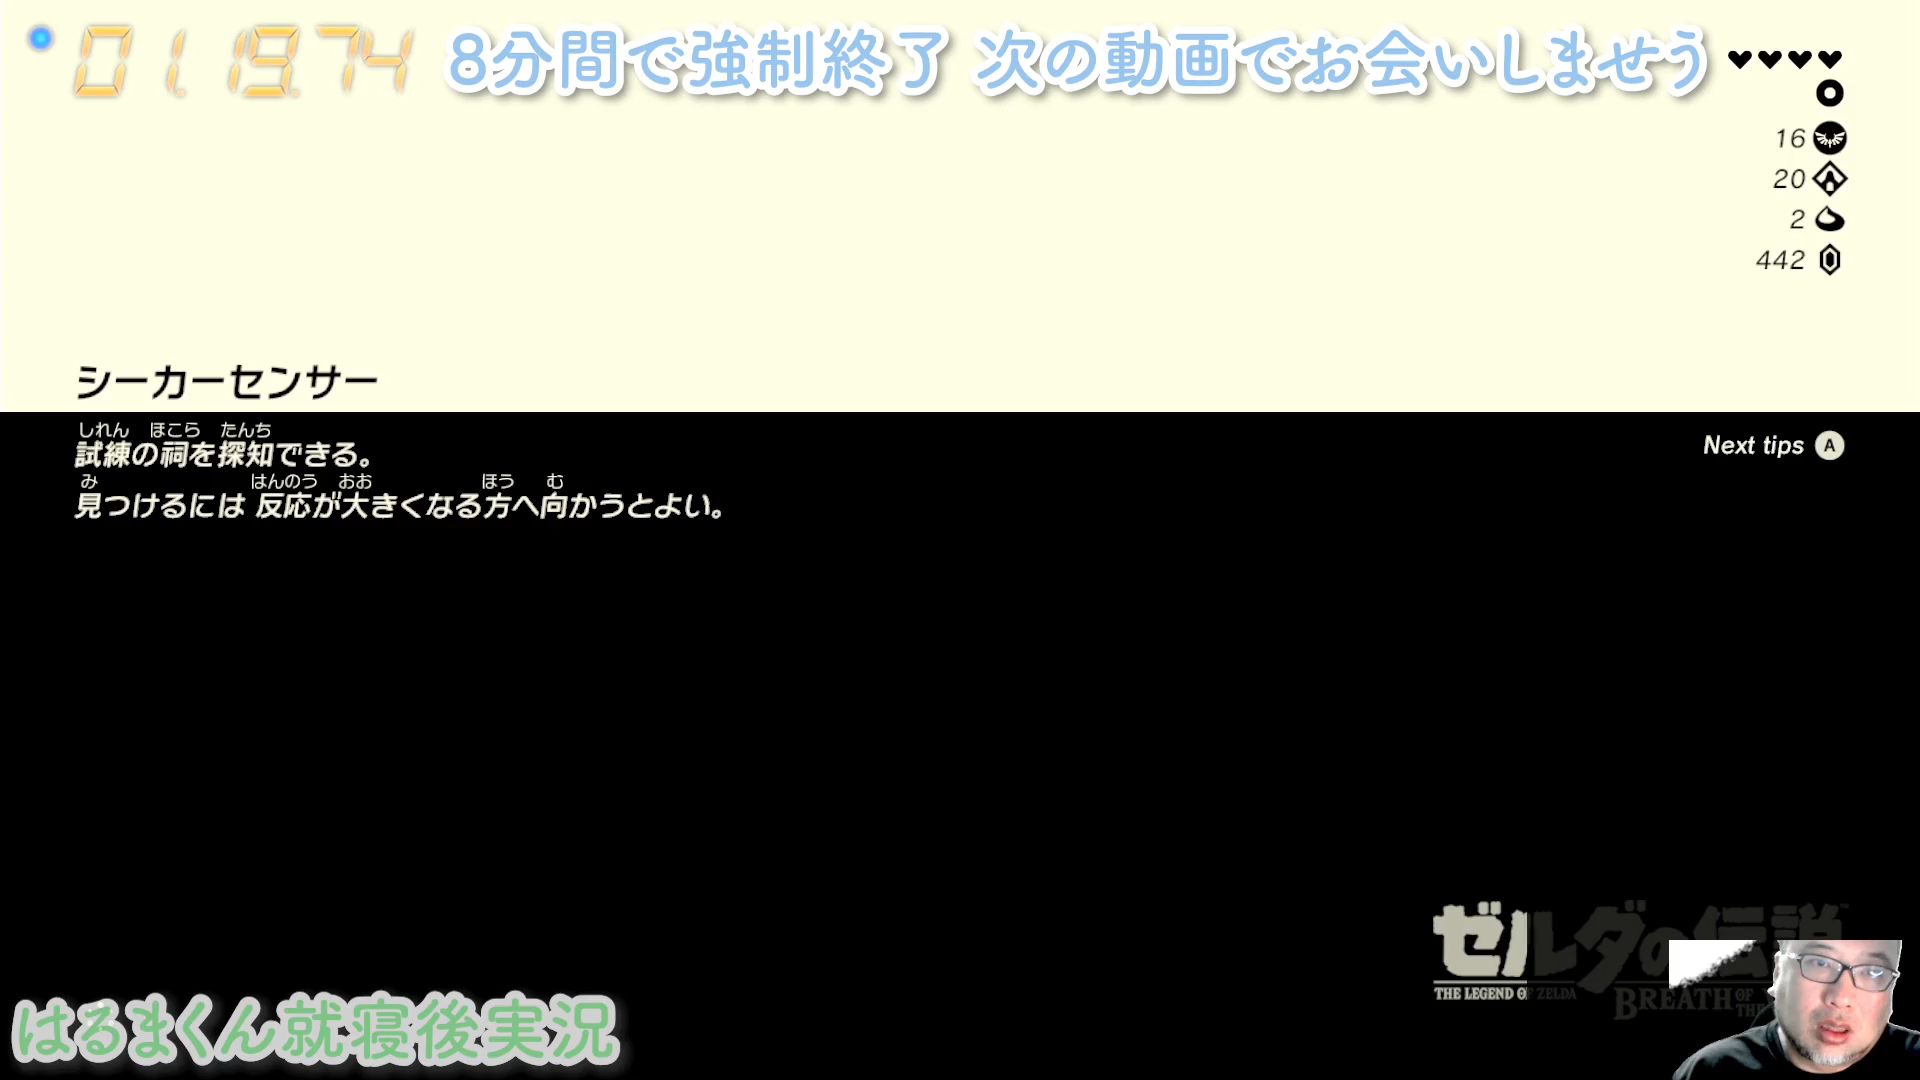 01 19.74
8分間で強制終了 次の動画でお会いしませう
16
20
2
442
シーカーセンサー
しれん ほこら たんち
試練の祠を探知できる。
み はんのう おお ほう む
見つけるには 反応が大きくなる方へ向かうとよい。
Next tips A
ゼルダの伝説
THE LEGEND OF ZELDA
BREATH OF THE
はるまくん就寝後実況